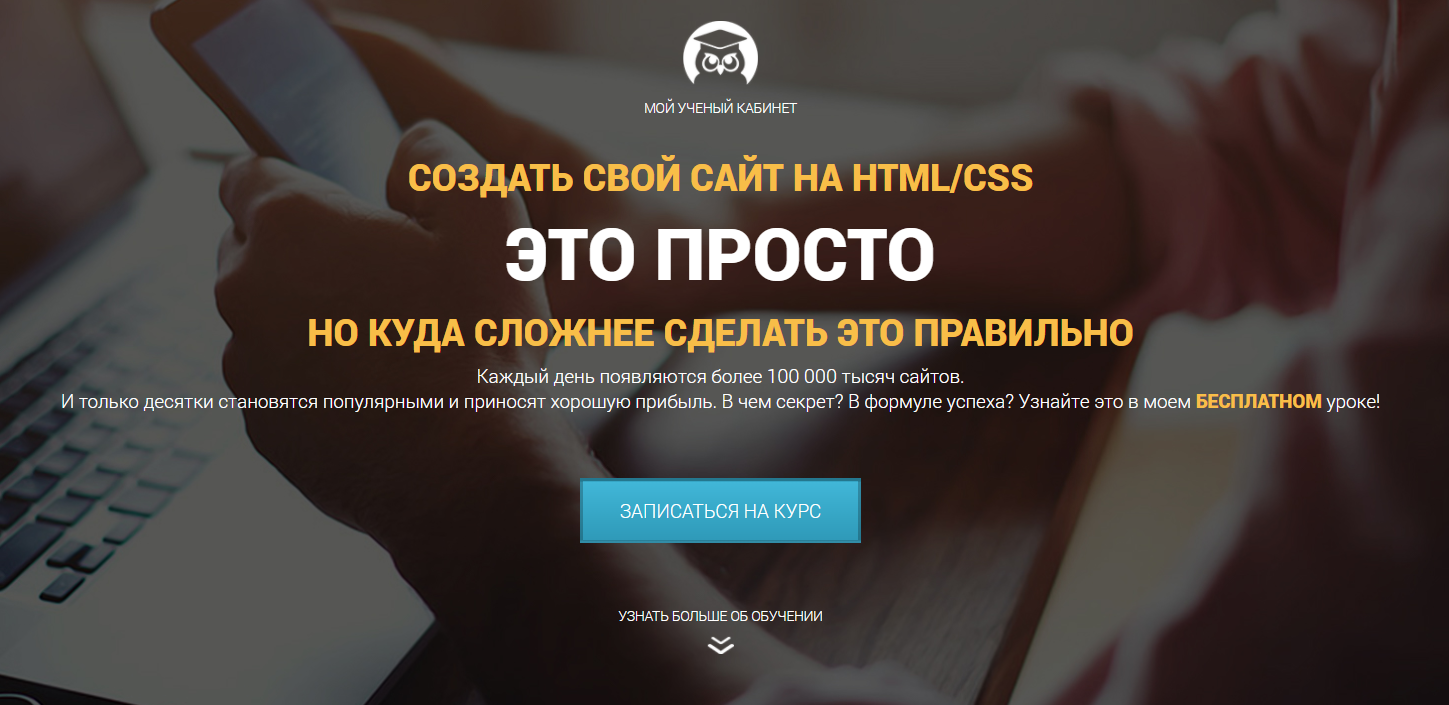 МОЙ УЧЕНЫЙ КАБИНЕТ
СОЗДАТЬ СВОЙ САЙТ НА HTML/CSS
ЭТО ПРОСТО
НО КУДА СЛОЖНЕЕ СДЕЛАТЬ ЭТО ПРАВИЛЬНО
Каждый день появляются более 100 000 тысяч сайтов.
И только десятки становятся популярными и приносят хорошую прибыль. В чем секрет? В формуле успеха? Узнайте это в моем БЕСПЛАТНОМ уроке!
ЗАПИСАТЬСЯ НА КУРС
УЗНАТЬ БОЛЬШЕ ОБ ОБУЧЕНИИ